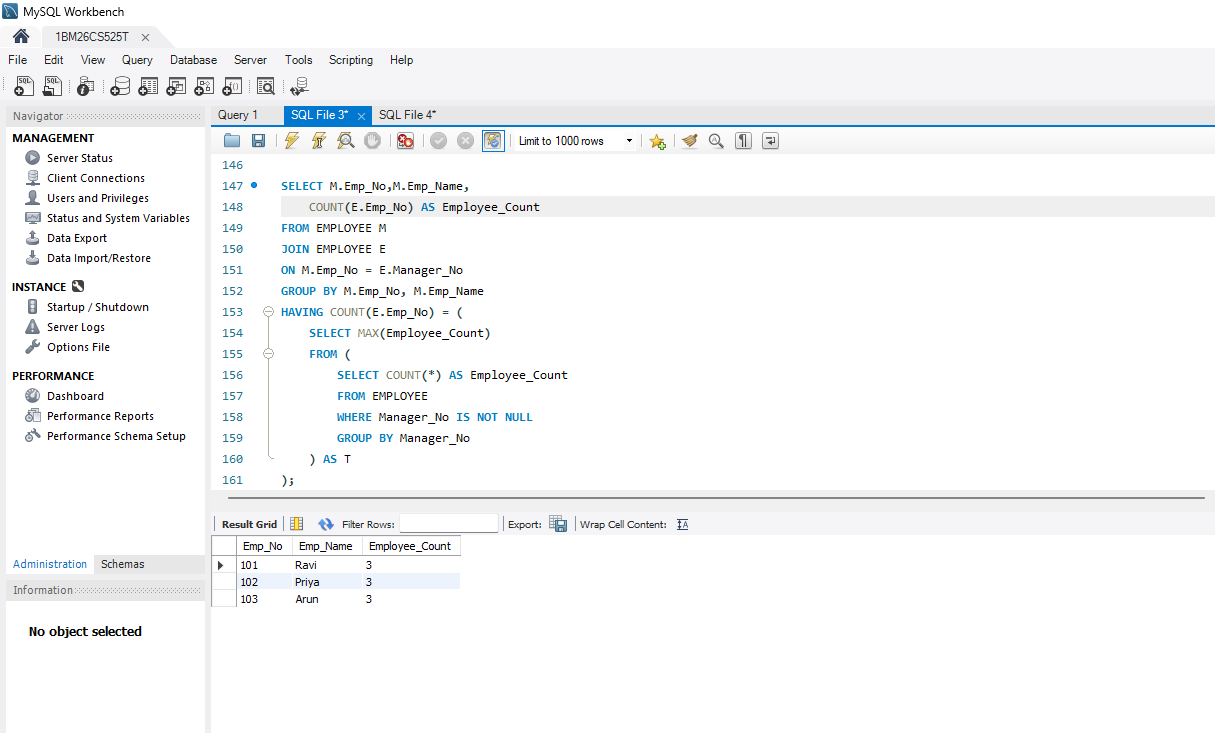 MySQL Workbench
1BM26CS525T
File Edit View Query Database Server Tools Scripting Help
Navigator
MANAGEMENT
Server Status
Client Connections
Users and Privileges
Status and System Variables
Data Export
Data Import/Restore
INSTANCE
Startup / Shutdown
Server Logs
Options File
PERFORMANCE
Dashboard
Performance Reports
Performance Schema Setup
Administration Schemas
Information
No object selected
Query 1 SQL File 3* SQL File 4*
Limit to 1000 rows
146
147 SELECT M.Emp_No,M.Emp_Name,
148 COUNT(E.Emp_No) AS Employee_Count
149 FROM EMPLOYEE M
150 JOIN EMPLOYEE E
151 ON M.Emp_No = E.Manager_No
152 GROUP BY M.Emp_No, M.Emp_Name
153 HAVING COUNT(E.Emp_No) = (
154 SELECT MAX(Employee_Count)
155 FROM (
156 SELECT COUNT(*) AS Employee_Count
157 FROM EMPLOYEE
158 WHERE Manager_No IS NOT NULL
159 GROUP BY Manager_No
160 ) AS T
161 );
Result Grid Filter Rows: Export: Wrap Cell Content:
Emp_No Emp_Name Employee_Count
101 Ravi 3
102 Priya 3
103 Arun 3